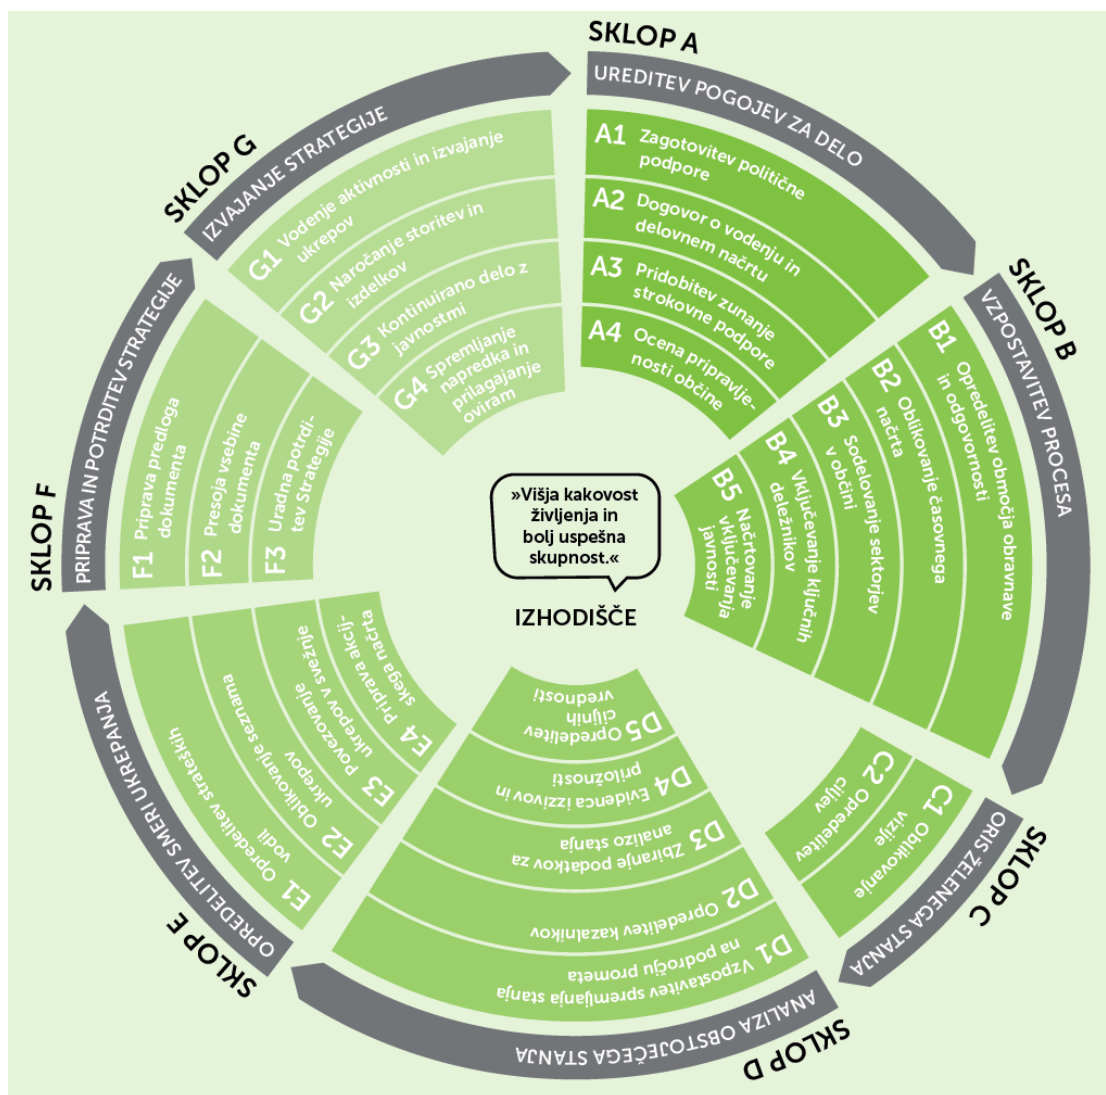 SKLOP A
UREDITEV POGOJEV ZA DELO
A1 Zagotovitev politične
podpore
A2 Dogovor o vodenju in
delovnem načrtu
A3 Pridobitev zunanje
strokovne podpore
A4 Ocena pripravlje-
nosti občine
SKLOP B
VZPOSTAVITEV PROCESA
B1 Opredelitev območja obravnave
in odgovornosti
B2 Oblikovanje časovnega
načrta
B3 Sodelovanje sektorjev
v občini
B4 Vključevanje ključnih
deležnikov
B5 Načrtovanje
vključevanja
javnosti
SKLOP C
ORIS ŽELENEGA STANJA
C1 Oblikovanje
vizije
C2 Opredelitev
ciljev
SKLOP D
ANALIZA OBSTOJEČEGA STANJA
D1 Vzpostavitev spremljanja stanja
na področju prometa
D2 Opredelitev kazalnikov
D3 Zbiranje podatkov za
analizo stanja
D4 Evidenca izzivov in
priložnosti
D5 Opredelitev
ciljnih
vrednosti
SKLOP E
OPREDELITEV SMERI UKREPANJA
E1 Opredelitev strateških
vodil
E2 Oblikovanje seznama
ukrepov
E3 Povezovanje
ukrepov v svežnje
E4 Priprava akcij-
skega načrta
SKLOP F
PRIPRAVA IN POTRDITEV STRATEGIJE
F1 Priprava predloga
dokumenta
F2 Presoja vsebine
dokumenta
F3 Uradna potrdi-
tev Strategije
SKLOP G
IZVAJANJE STRATEGIJE
G1 Vodenje aktivnosti in izvajanje
ukrepov
G2 Naročanje storitev in
izdelkov
G3 Kontinuirano delo z
javnostmi
G4 Spremljanje
napredka in
prilagajanje
oviram
»Višja kakovost
življenja in
bolj uspešna
skupnost.«
IZHODIŠČE